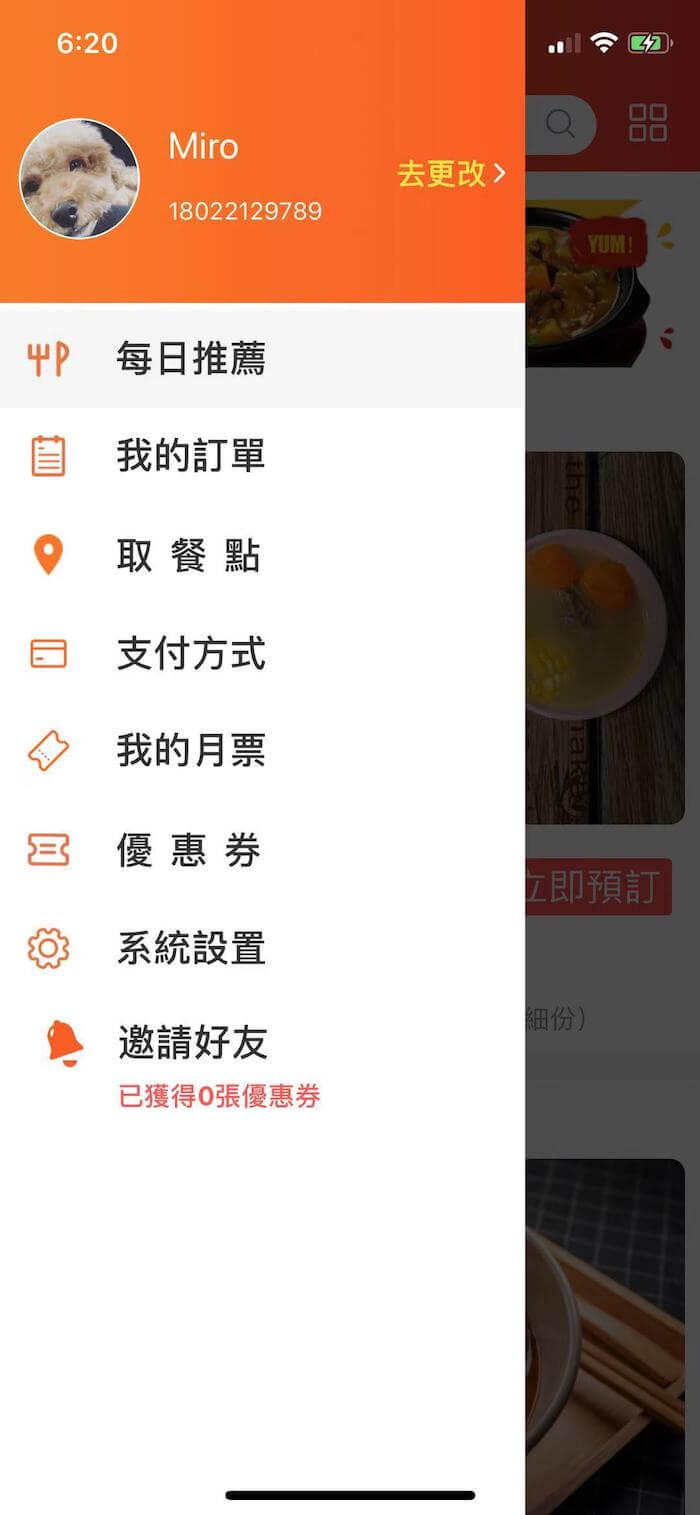 6:20
Miro
去更改
18022129789
YUM!
每日推薦
我的訂單
取餐點
the
支付方式
我的月票
優惠券
立即預訂
系統設置
細份）
邀請好友
已獲得0張優惠券